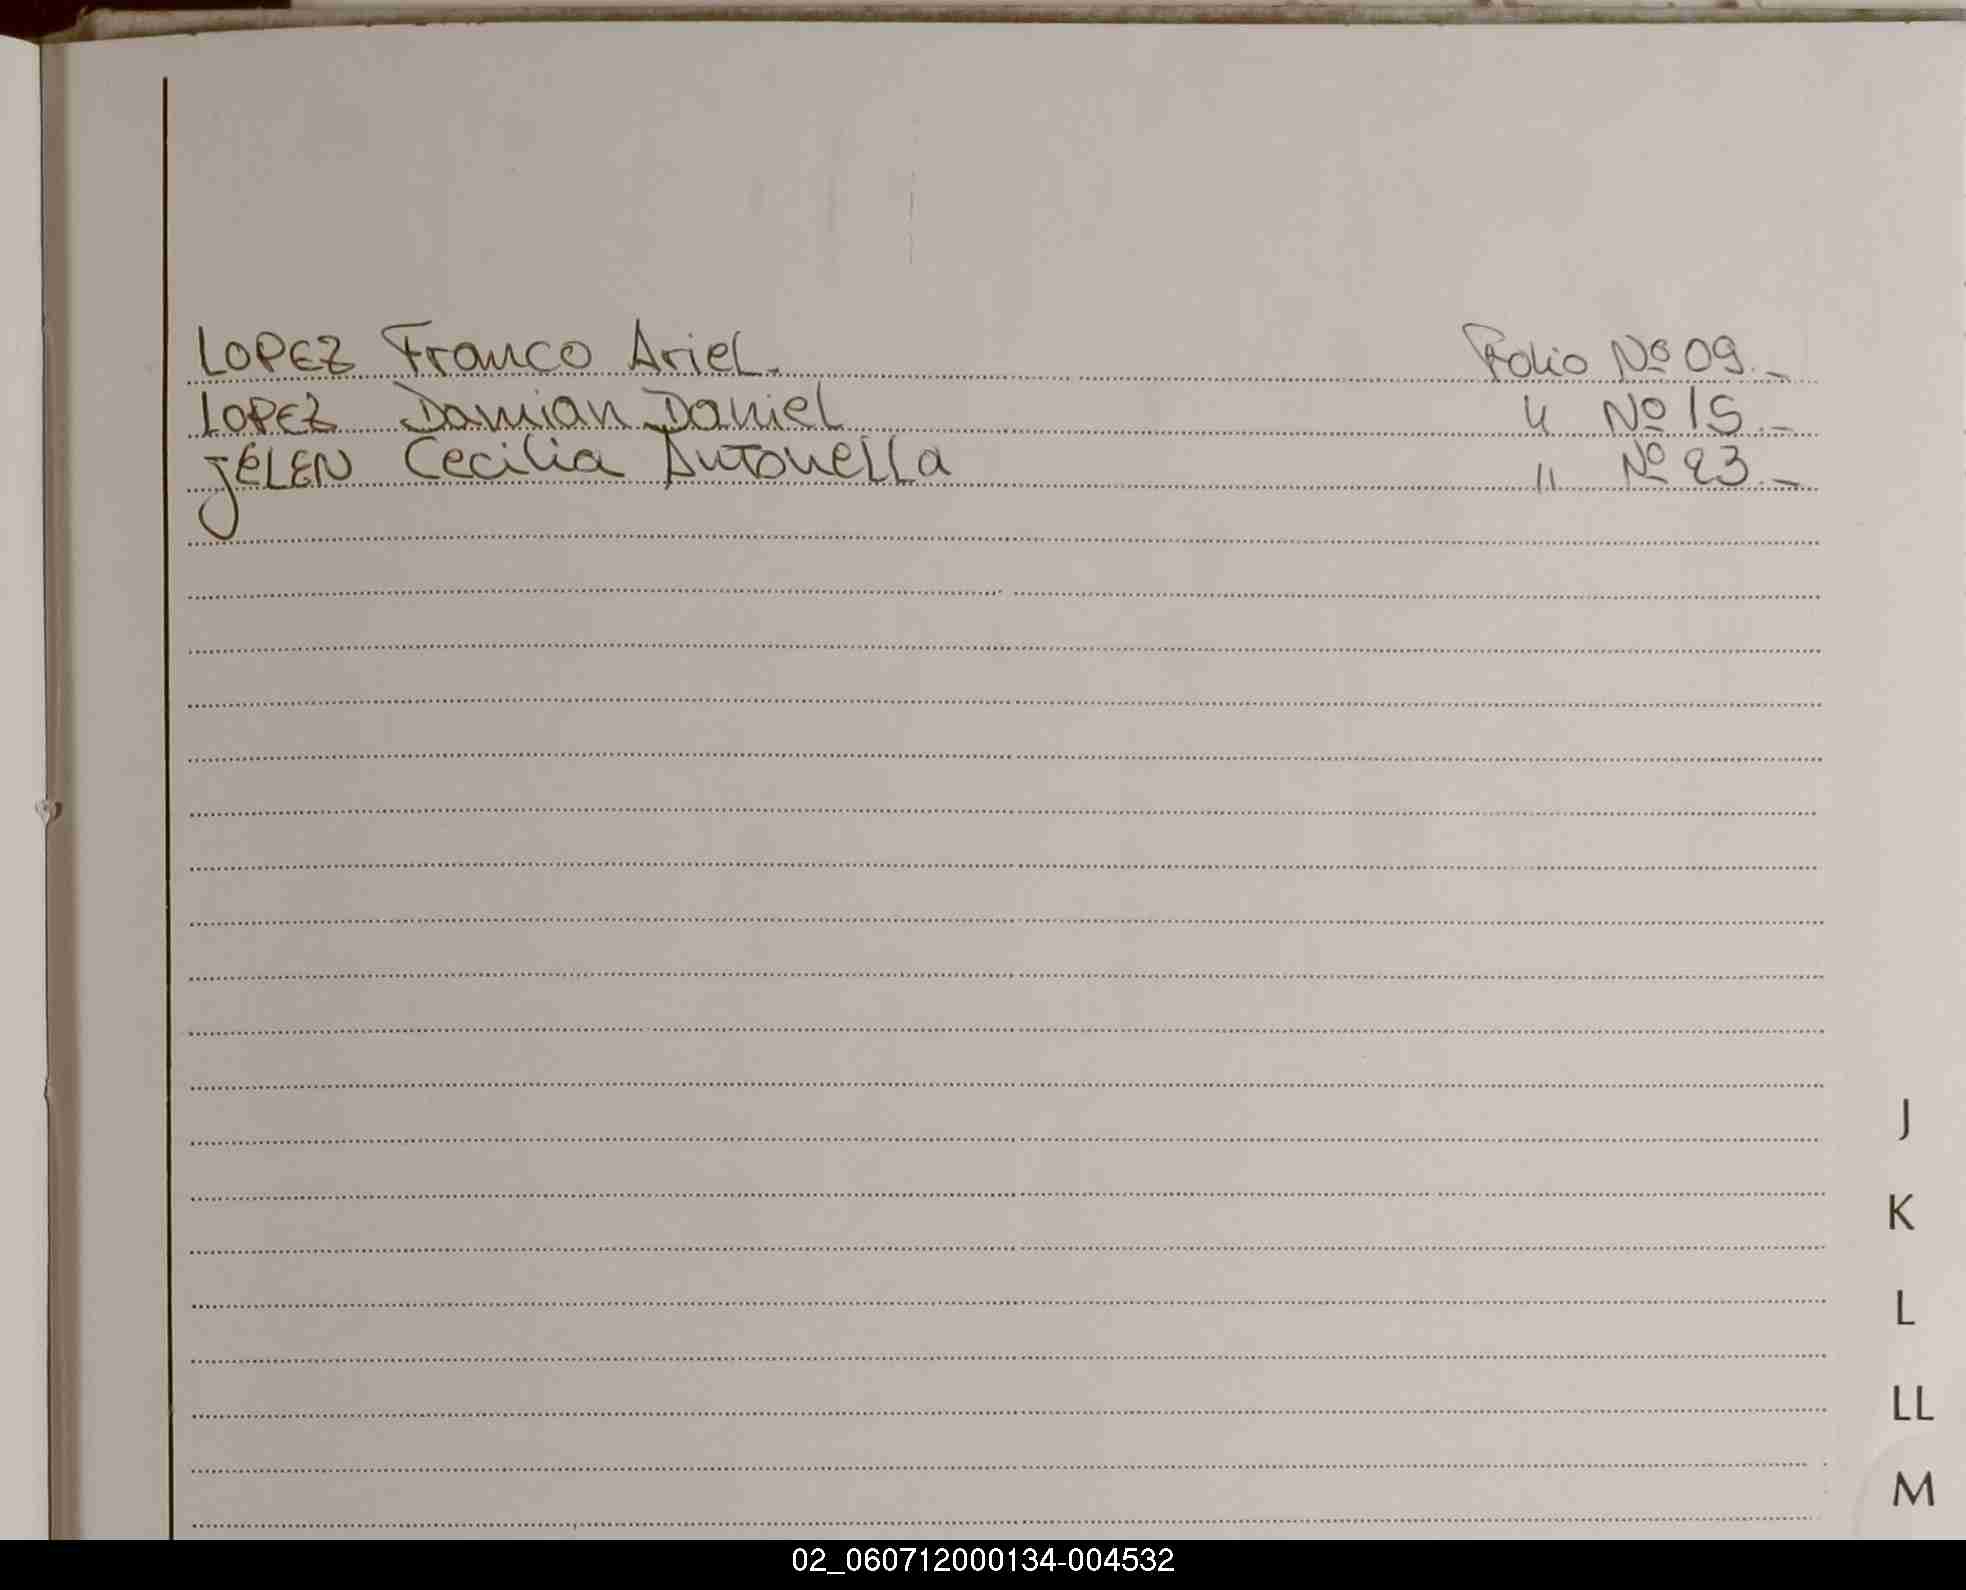 LOPEZ Franco Ariel. Folio Nº 09.-
LOPEZ Damian Daniel " Nº 15.-
JELEN Cecilia Antonella " Nº 23.-
J
K
L
LL
M
02_060712000134-004532